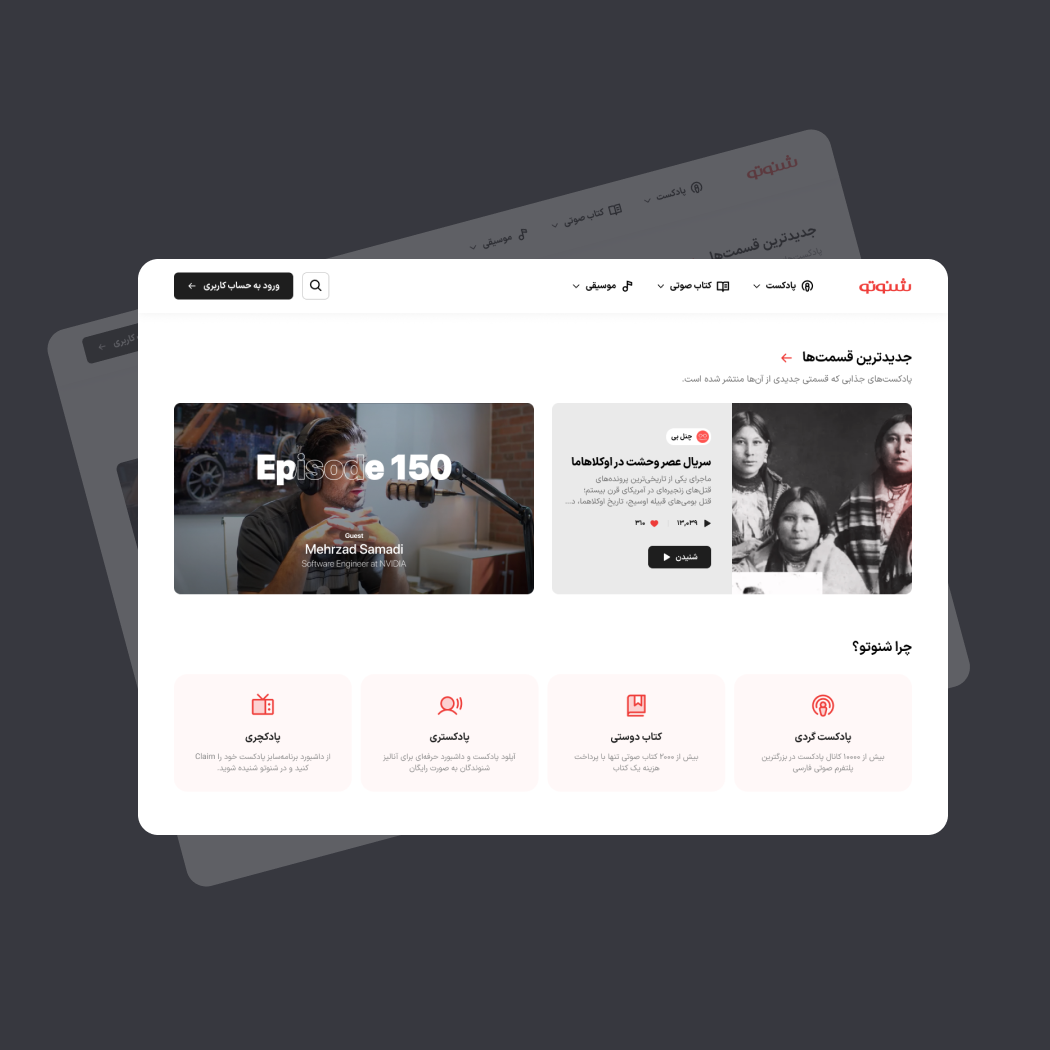 شنوتو
پادکست
کتاب صوتی
موسیقی
جدیدترین قسمت‌ها
کاربری
شنوتو
پادکست
کتاب صوتی
موسیقی
ورود به حساب کاربری
جدیدترین قسمت‌ها
پادکست‌های جذابی که قسمتی جدیدی از آن‌ها منتشر شده است.
چنل بی
سریال عصر وحشت در اوکلاهاما
ماجرای یکی از تاریخی‌ترین پرونده‌های
قتل‌های زنجیره‌ای در آمریکای قرن بیستم؛
قتل بومی‌های قبیله اوسیج، تاریخ اوکلاهما، د...
۱۳,۰۳۹
۳۱۰
شنیدن
Episode 150
Guest
Mehrzad Samadi
Software Engineer at NVIDIA
چرا شنوتو؟
پادکست گردی
بیش از ۱۰۰۰۰ کانال پادکست در بزرگترین
پلتفرم صوتی فارسی
کتاب دوستی
بیش از ۲۰۰۰ کتاب صوتی تنها با پرداخت
هزینه یک کتاب
پادکستری
آپلود پادکست و داشبورد حرفه‌ای برای آنالیز
شنوندگان به صورت رایگان
پادکچری
از داشبورد برنامه‌ساز پادکست خود را Claim
کنید و در شنوتو شنیده شوید.